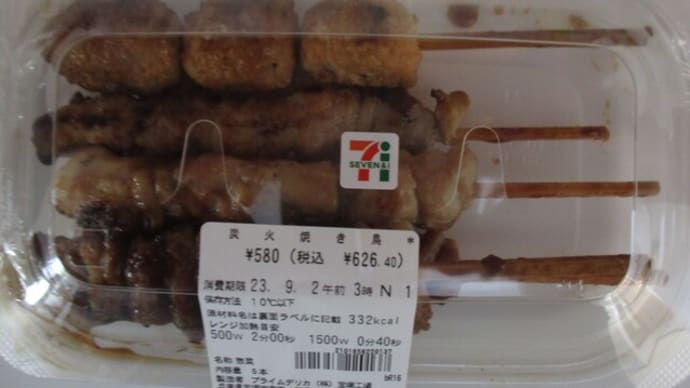 7
SEVEN&i
炭火焼き鳥*
¥580 (税込 ¥626.40)
消費期限 23. 9. 2午前 3時 N 1
保存方法 10℃以下
原材料名は裏面ラベルに記載 332kcal
レンジ加熱目安
500W 2分00秒 1500W 0分40秒
名称 惣菜
内容量 5本 bR16
製造者 プライムデリカ(株)